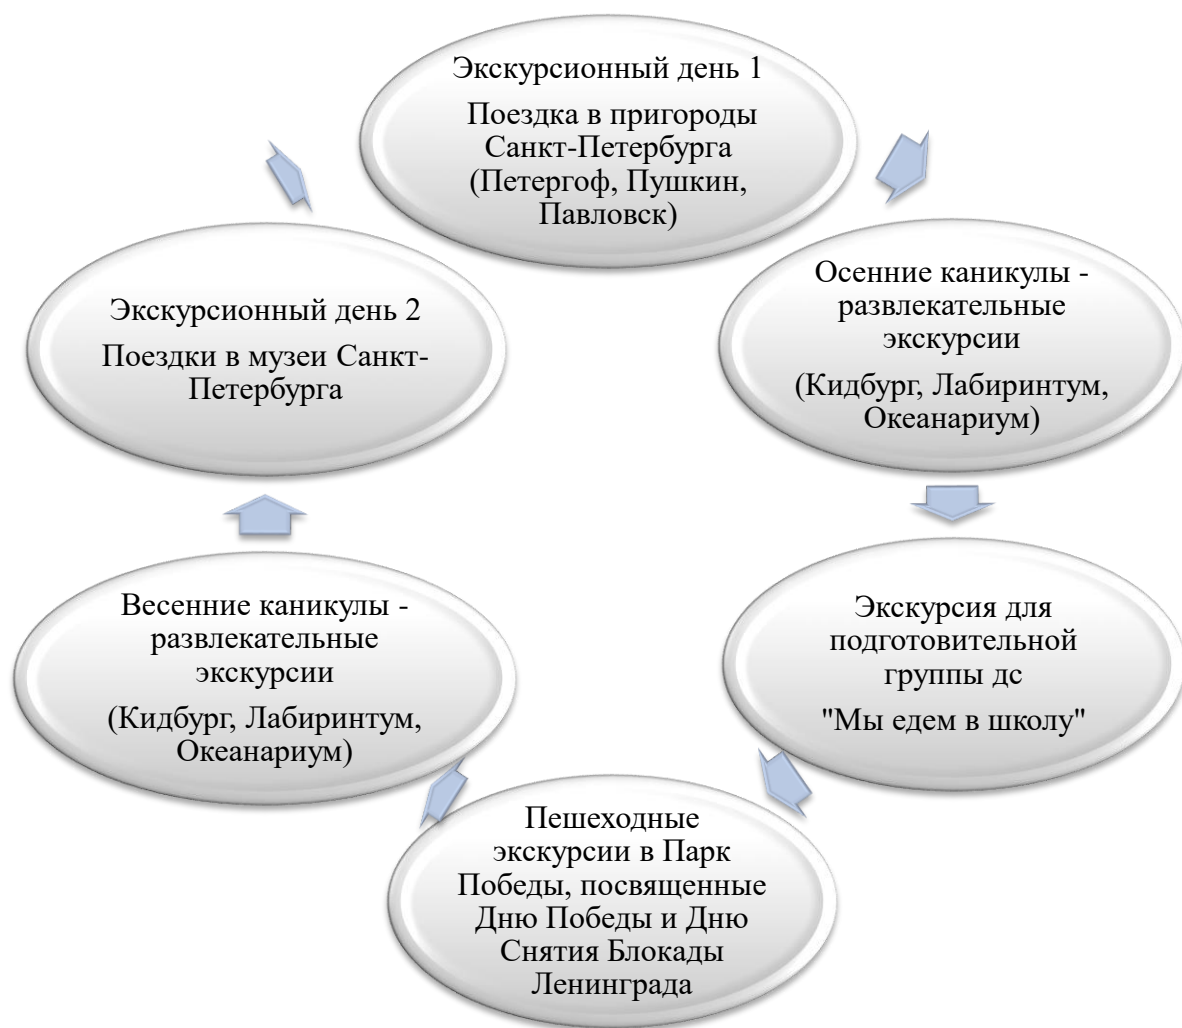 Экскурсионный день 1
Поездка в пригороды
Санкт-Петербурга
(Петергоф, Пушкин,
Павловск)
Осенние каникулы -
развлекательные
экскурсии
(Кидбург, Лабиринтум,
Океанариум)
Экскурсия для
подготовительной
группы дс
"Мы едем в школу"
Пешеходные
экскурсии в Парк
Победы, посвященные
Дню Победы и Дню
Снятия Блокады
Ленинграда
Весенние каникулы -
развлекательные
экскурсии
(Кидбург, Лабиринтум,
Океанариум)
Экскурсионный день 2
Поездки в музеи Санкт-
Петербурга